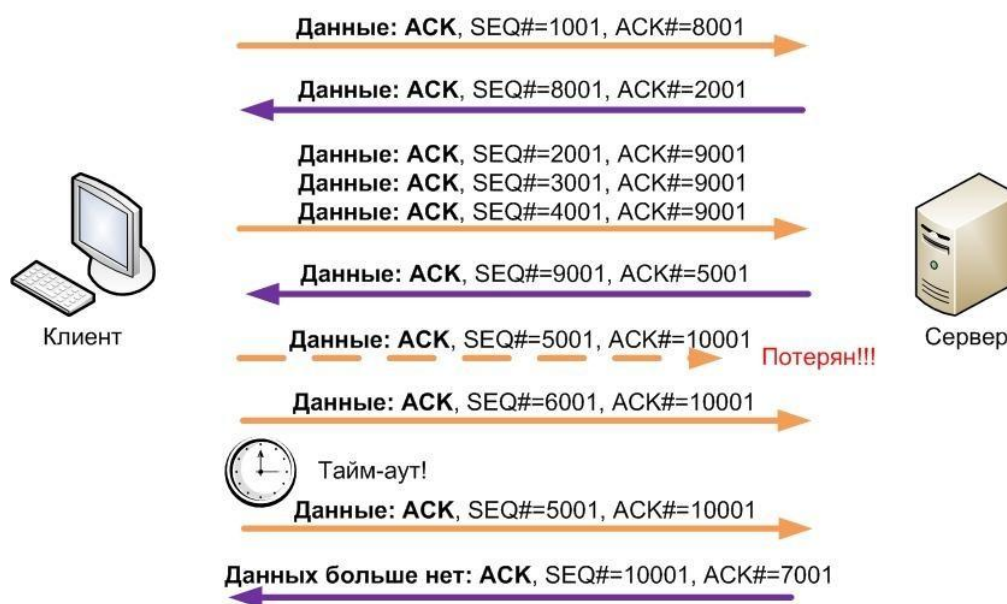 Данные: ACK, SEQ#=1001, ACK#=8001
Данные: ACK, SEQ#=8001, ACK#=2001
Данные: ACK, SEQ#=2001, ACK#=9001
Данные: ACK, SEQ#=3001, ACK#=9001
Данные: ACK, SEQ#=4001, ACK#=9001
Данные: ACK, SEQ#=9001, ACK#=5001
Клиент
Сервер
Данные: ACK, SEQ#=5001, ACK#=10001
Потерян!!!
Данные: ACK, SEQ#=6001, ACK#=10001
Тайм-аут!
Данные: ACK, SEQ#=5001, ACK#=10001
Данных больше нет: ACK, SEQ#=10001, ACK#=7001